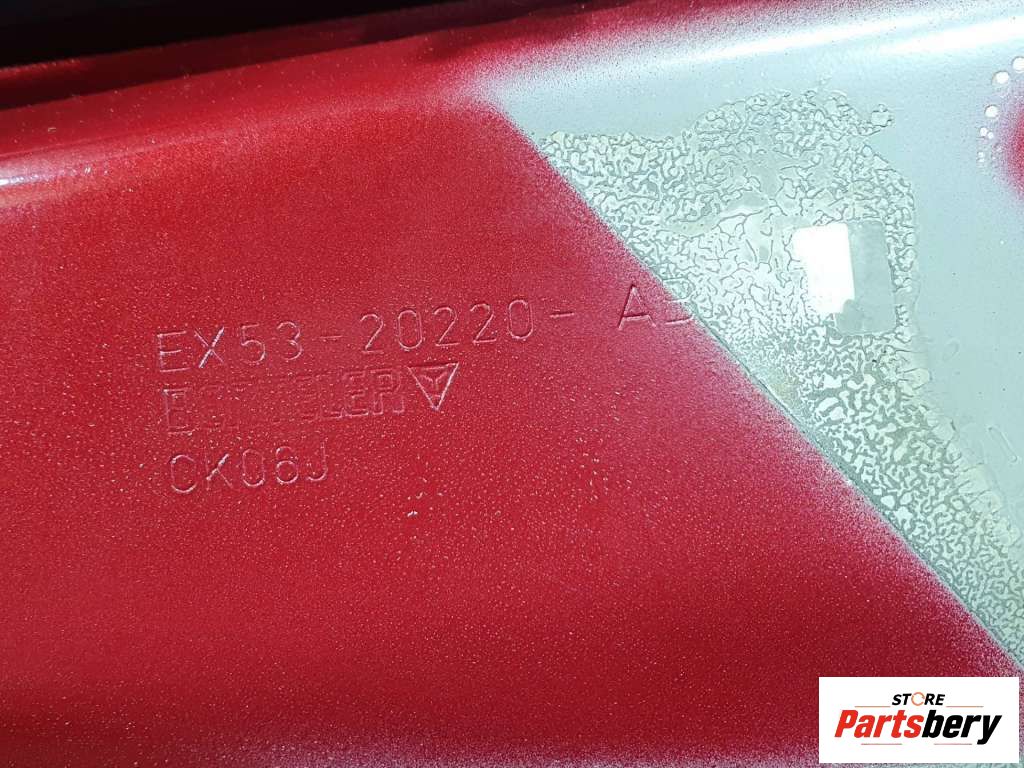 EX53-20220-
CK06J
STORE
Partsbery